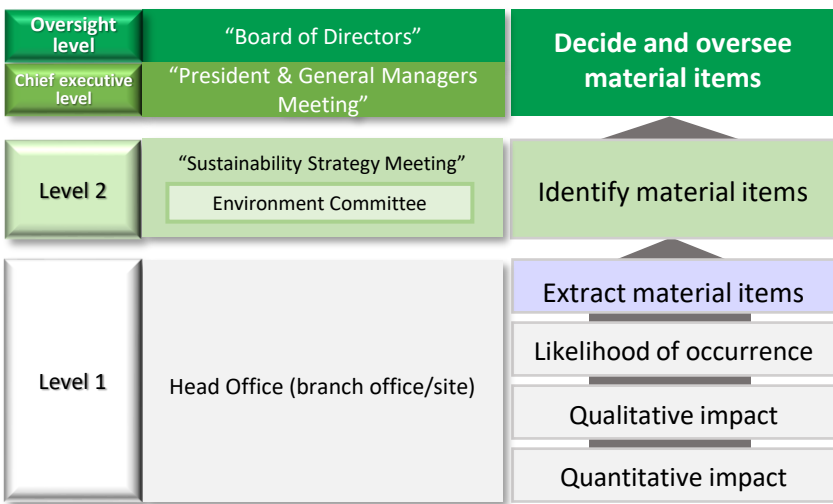 Oversight
level
“Board of Directors”
Chief executive
level
“President & General Managers
Meeting”
Decide and oversee
material items
Level 2
“Sustainability Strategy Meeting”
Environment Committee
Identify material items
Level 1
Head Office (branch office/site)
Extract material items
Likelihood of occurrence
Qualitative impact
Quantitative impact